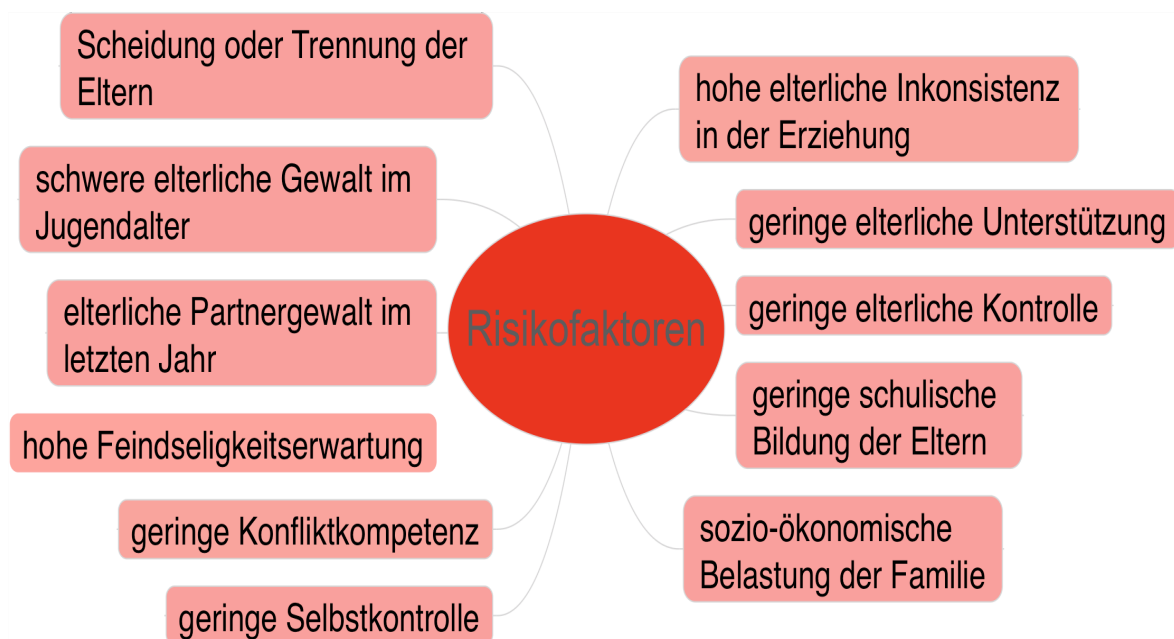 Scheidung oder Trennung der
Eltern
schwere elterliche Gewalt im
Jugendalter
elterliche Partnergewalt im
letzten Jahr
hohe Feindseligkeitserwartung
geringe Konfliktkompetenz
geringe Selbstkontrolle
Risikofaktoren
hohe elterliche Inkonsistenz
in der Erziehung
geringe elterliche Unterstützung
geringe elterliche Kontrolle
geringe schulische
Bildung der Eltern
sozio-ökonomische
Belastung der Familie